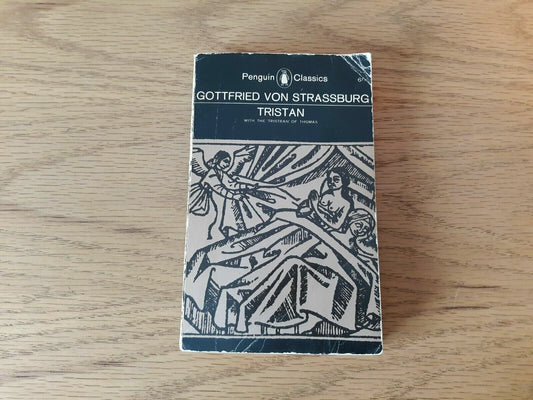 Penguin Classics
GOTTFRIED VON STRASSBURG
TRISTAN
WITH THE 'TRISTRAN' OF THOMAS